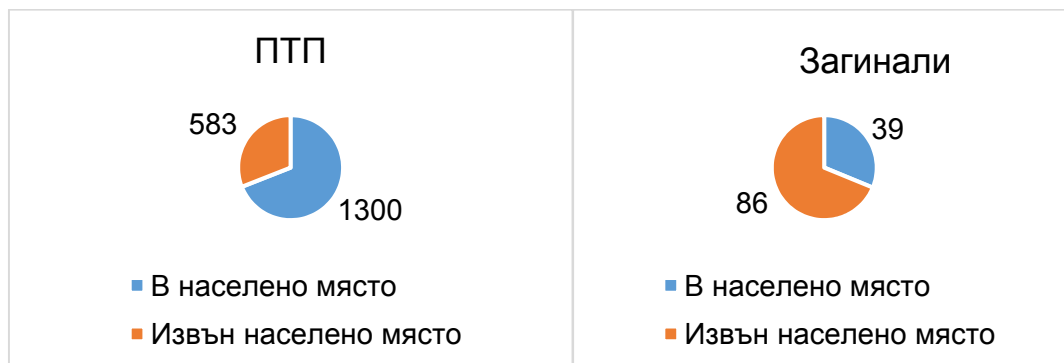 ПТП
583
1300
В населено място
Извън населено място
Загинали
39
86
В населено място
Извън населено място